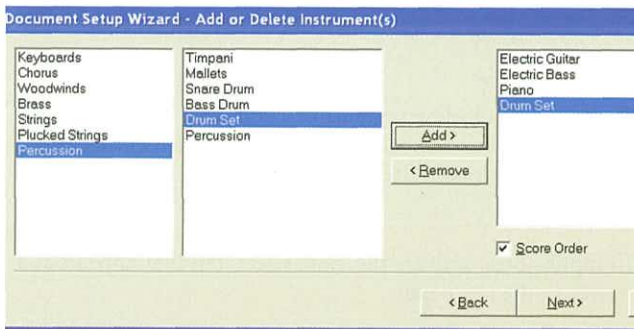 Document Setup Wizard - Add or Delete Instrument(s)
Keyboards
Chorus
Woodwinds
Brass
Strings
Plucked Strings
Percussion
Timpani
Mallets
Snare Drum
Bass Drum
Drum Set
Percussion
Add >
< Remove
Electric Guitar
Electric Bass
Piano
Drum Set
Score Order
< Back
Next >